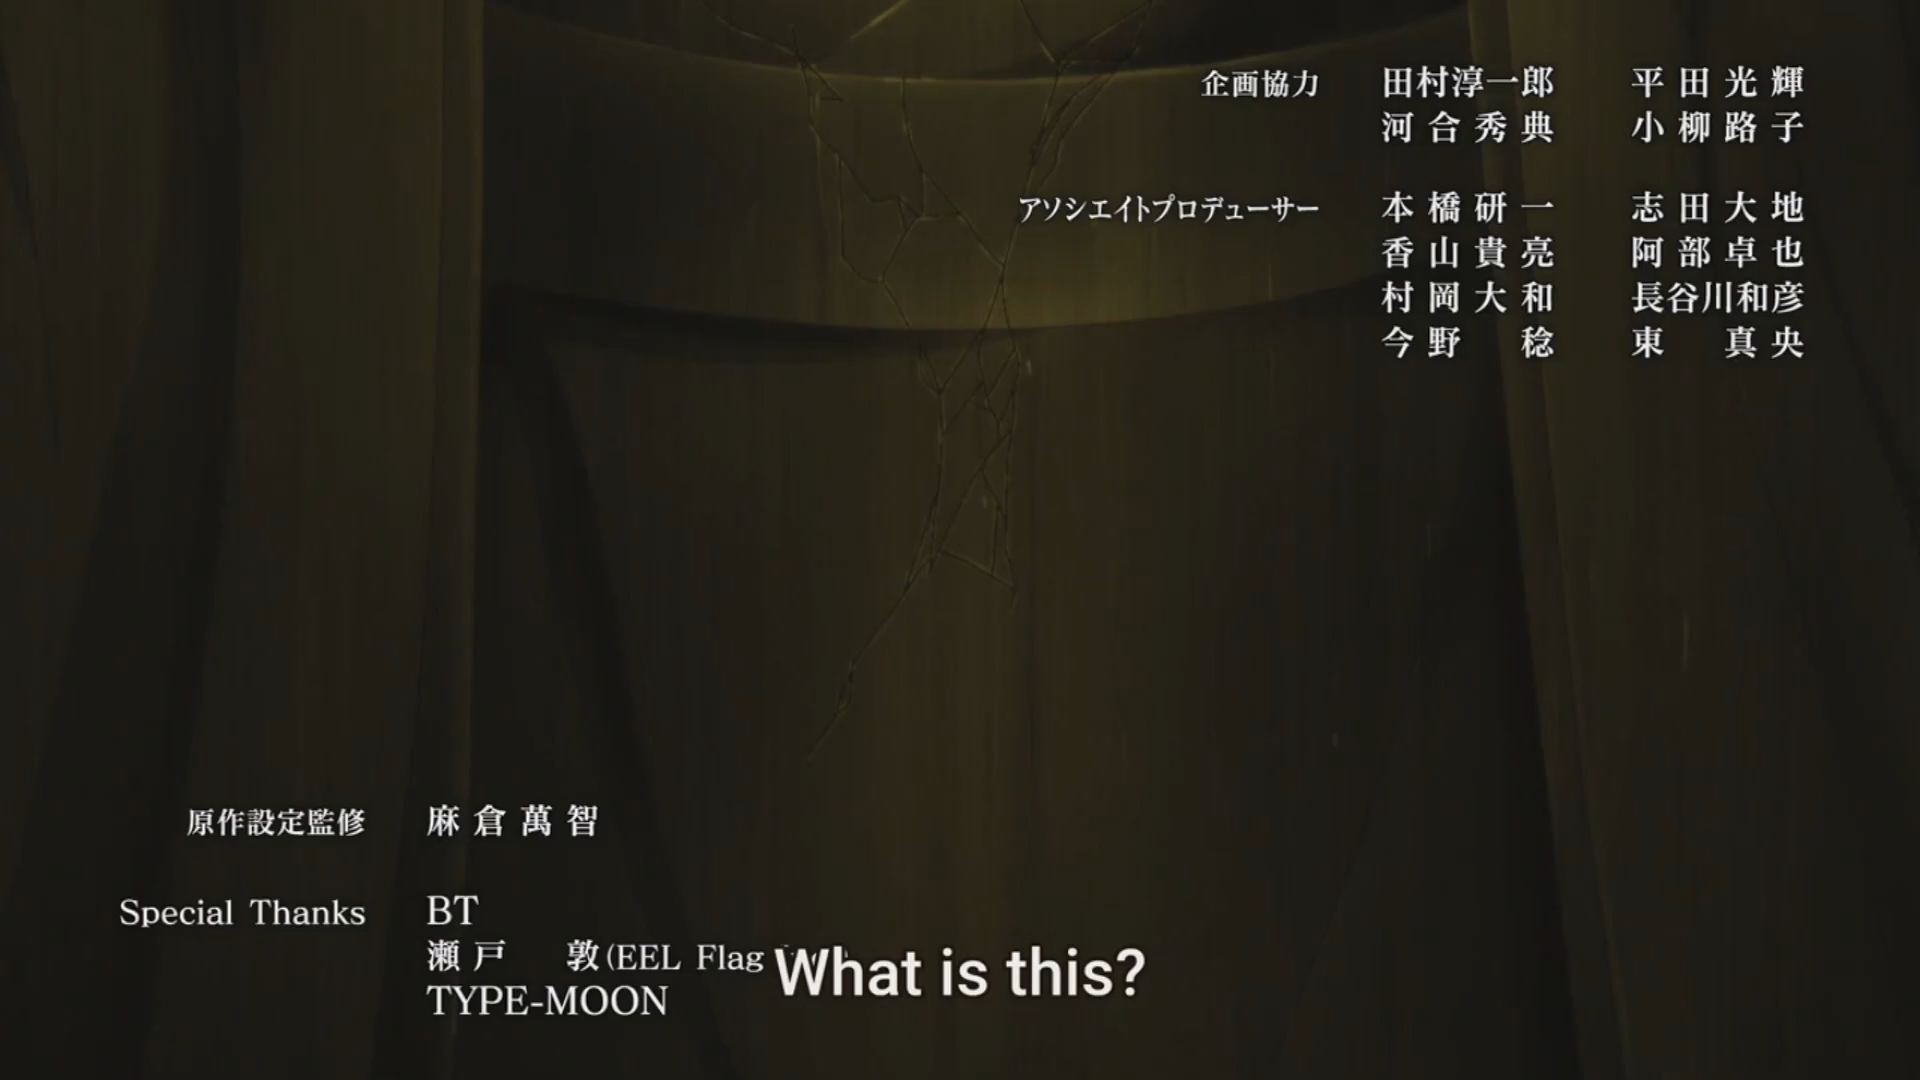 企画協力 田村淳一郎 平田光輝
河合秀典 小柳路子
アソシエイトプロデューサー 本橋研一 志田大地
香山貴亮 阿部卓也
村岡大和 長谷川和彦
今野 稔 東 真央
原作設定監修 麻倉萬智
Special Thanks BT
瀬戸 敦(EEL Flag
TYPE-MOON
What is this?